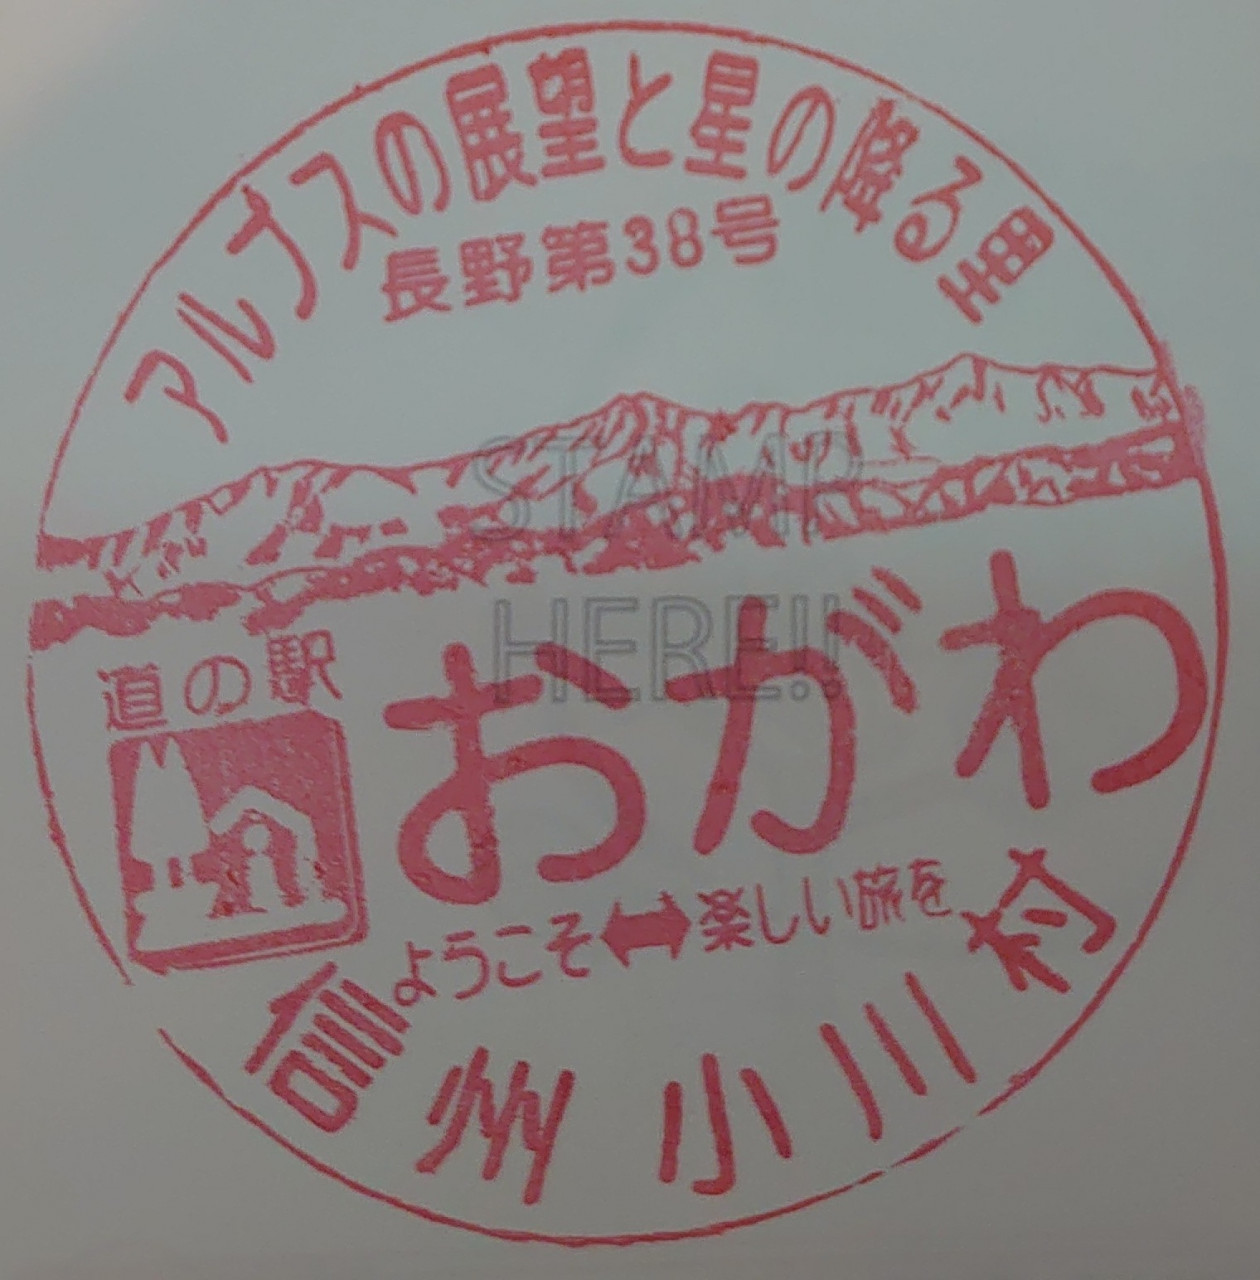 アルプスの展望と星の降る里
長野第38号
STAMP
HERE!!
道の駅
おがわ
ようこそ↔楽しい旅を
信州小川村